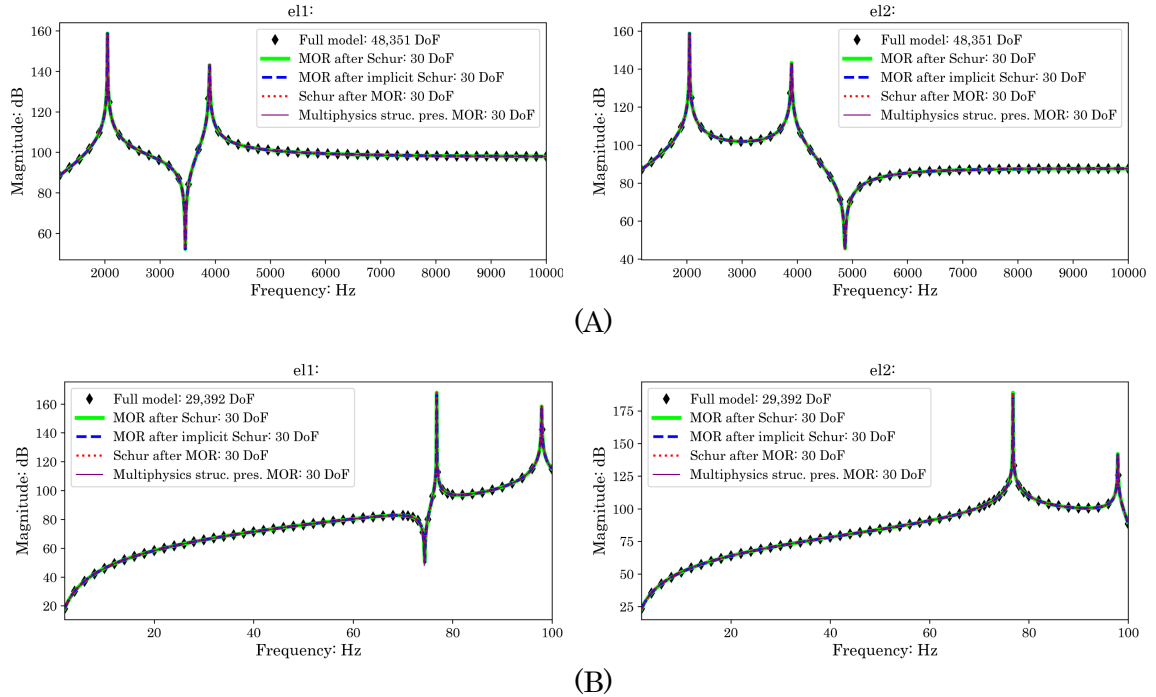 el1:
160
140
120
100
80
60
Magnitude: dB
Full model: 48,351 DoF
MOR after Schur: 30 DoF
MOR after implicit Schur: 30 DoF
Schur after MOR: 30 DoF
Multiphysics struc. pres. MOR: 30 DoF
2000 3000 4000 5000 6000 7000 8000 9000 10000
Frequency: Hz
el2:
160
140
120
100
80
60
40
Magnitude: dB
Full model: 48,351 DoF
MOR after Schur: 30 DoF
MOR after implicit Schur: 30 DoF
Schur after MOR: 30 DoF
Multiphysics struc. pres. MOR: 30 DoF
2000 3000 4000 5000 6000 7000 8000 9000 10000
Frequency: Hz
(A)
el1:
160
140
120
100
80
60
40
20
Magnitude: dB
Full model: 29,392 DoF
MOR after Schur: 30 DoF
MOR after implicit Schur: 30 DoF
Schur after MOR: 30 DoF
Multiphysics struc. pres. MOR: 30 DoF
20 40 60 80 100
Frequency: Hz
el2:
175
150
125
100
75
50
25
Magnitude: dB
Full model: 29,392 DoF
MOR after Schur: 30 DoF
MOR after implicit Schur: 30 DoF
Schur after MOR: 30 DoF
Multiphysics struc. pres. MOR: 30 DoF
20 40 60 80 100
Frequency: Hz
(B)